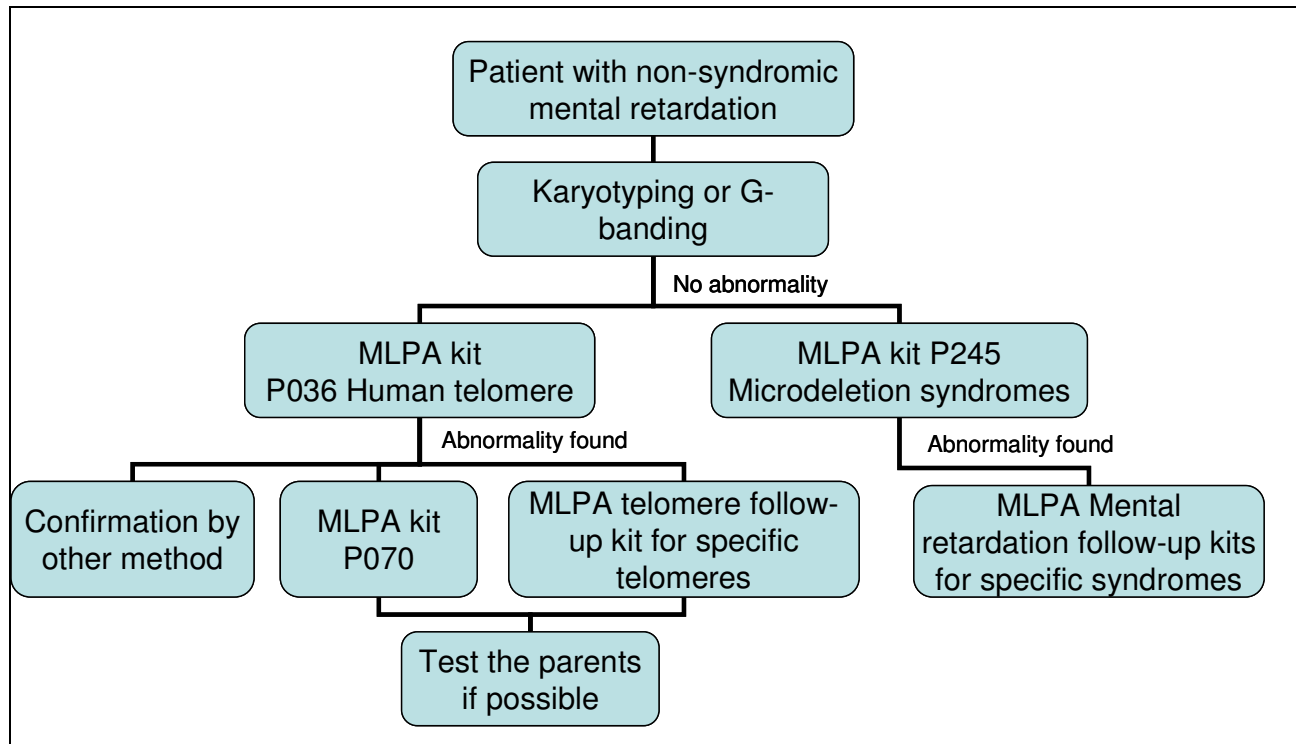 Patient with non-syndromic
mental retardation
Karyotyping or G-
banding
No abnormality
MLPA kit
P036 Human telomere
MLPA kit P245
Microdeletion syndromes
Abnormality found
Abnormality found
Confirmation by
other method
MLPA kit
P070
MLPA telomere follow-
up kit for specific
telomeres
MLPA Mental
retardation follow-up kits
for specific syndromes
Test the parents
if possible